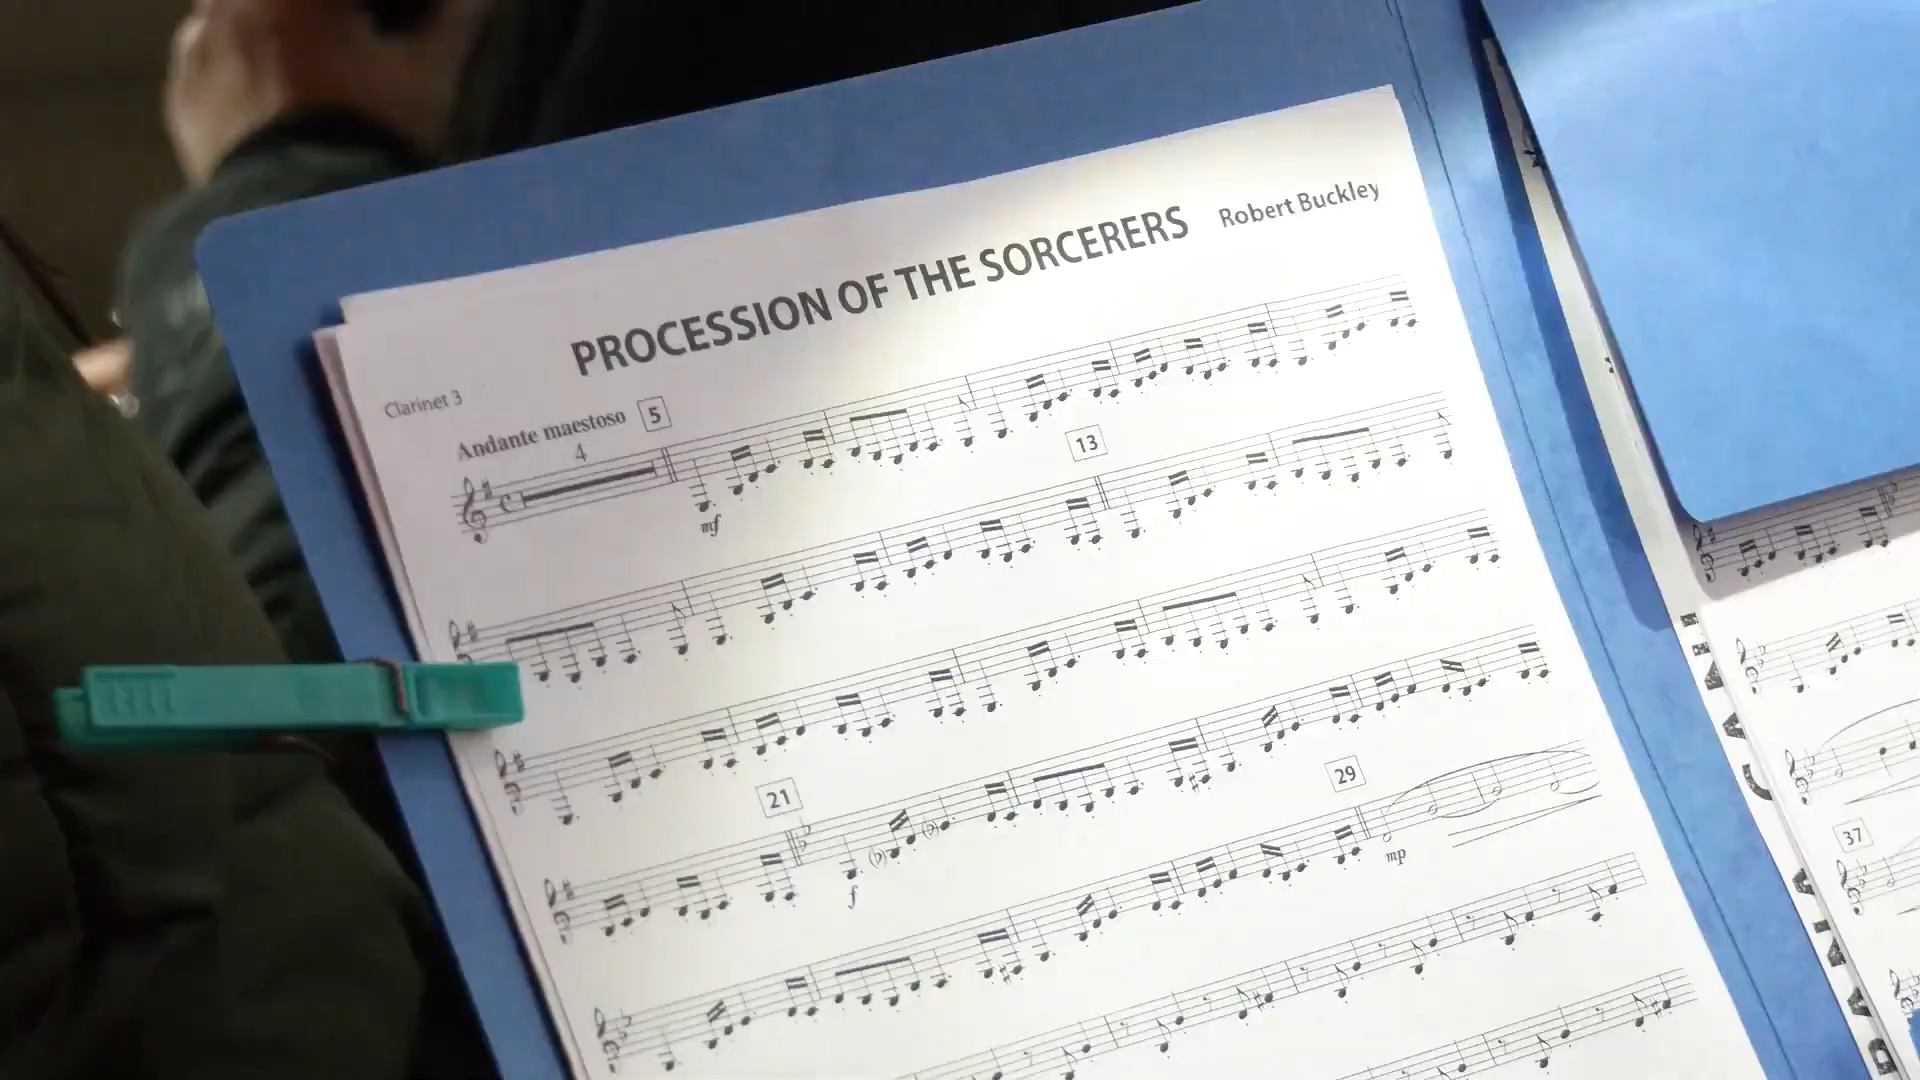 PROCESSION OF THE SORCERERS
Robert Buckley
Clarinet 3
Andante maestoso
4
5
mf
13
21
f
29
mp
37